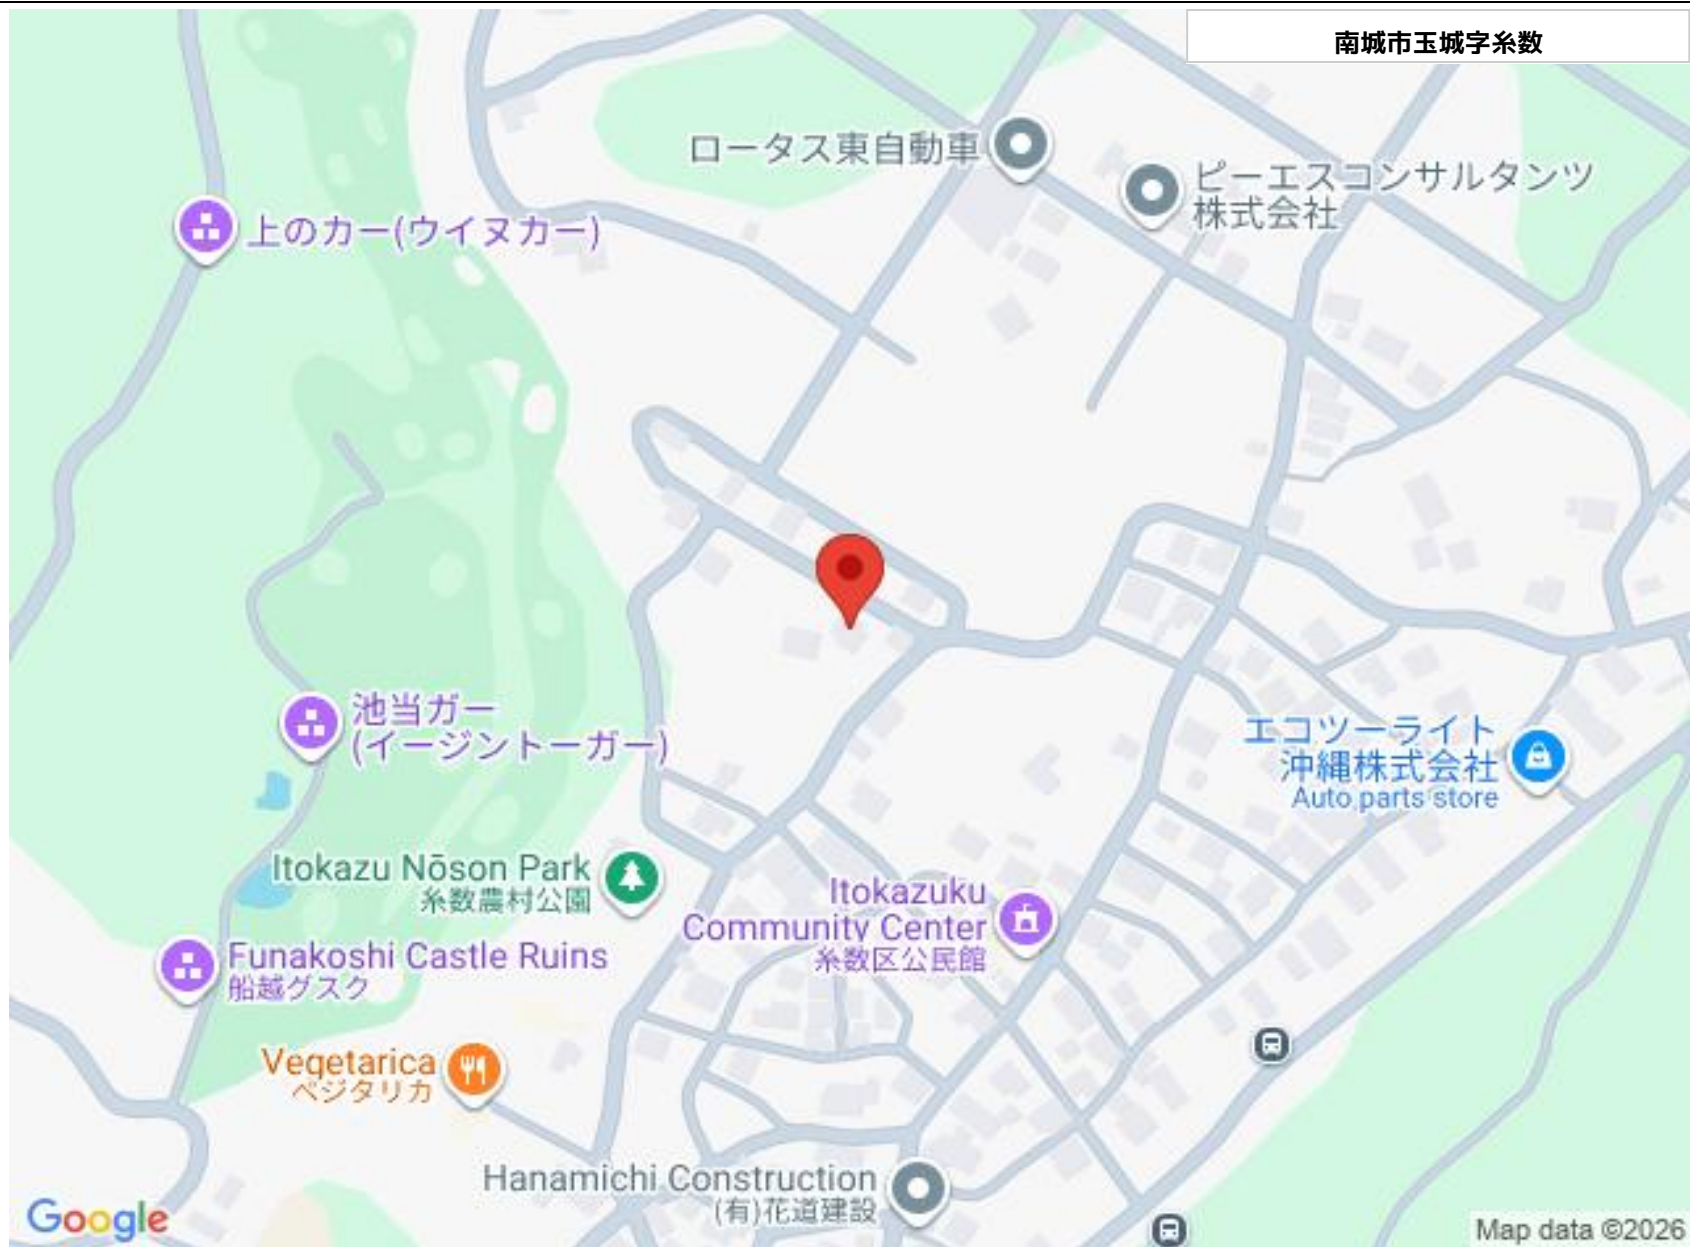 南城市玉城字糸数
ロータス東自動車
ピーエスコンサルタンツ
株式会社
上のカー(ウイヌカー)
池当ガー
(イージントーガー)
エコツーライト
沖縄株式会社
Auto parts store
Itokazu Nōson Park
糸数農村公園
Itokazuku
Community Center
糸数区公民館
Funakoshi Castle Ruins
船越グスク
Vegetarica
ベジタリカ
Hanamichi Construction
(有)花道建設
Google
Map data ©2026